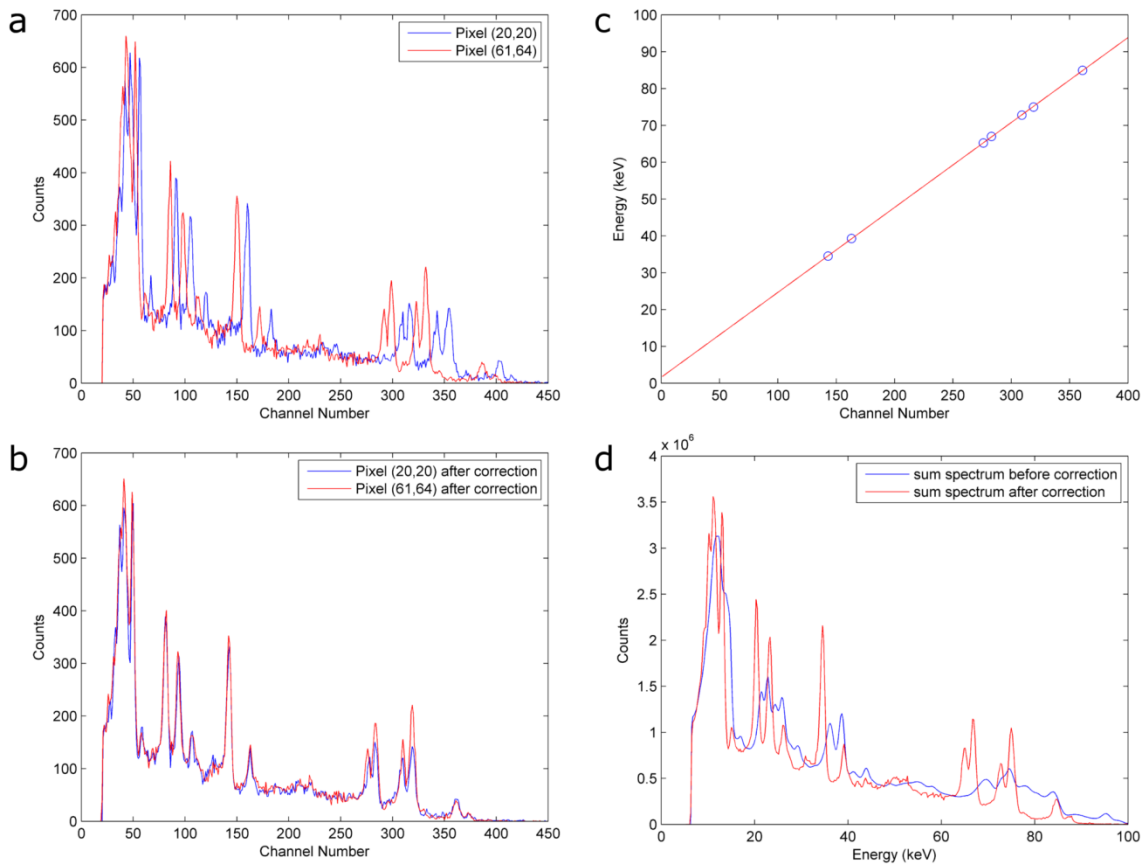 a
700
600
500
400
300
200
100
0
0 50 100 150 200 250 300 350 400 450
Counts
Channel Number
Pixel (20,20)
Pixel (61,64)
c
100
90
80
70
60
50
40
30
20
10
0
0 50 100 150 200 250 300 350 400
Energy (keV)
Channel Number
b
700
600
500
400
300
200
100
0
0 50 100 150 200 250 300 350 400 450
Counts
Channel Number
Pixel (20,20) after correction
Pixel (61,64) after correction
d
x 10⁶
4
3.5
3
2.5
2
1.5
1
0.5
0
0 20 40 60 80 100
Counts
Energy (keV)
sum spectrum before correction
sum spectrum after correction